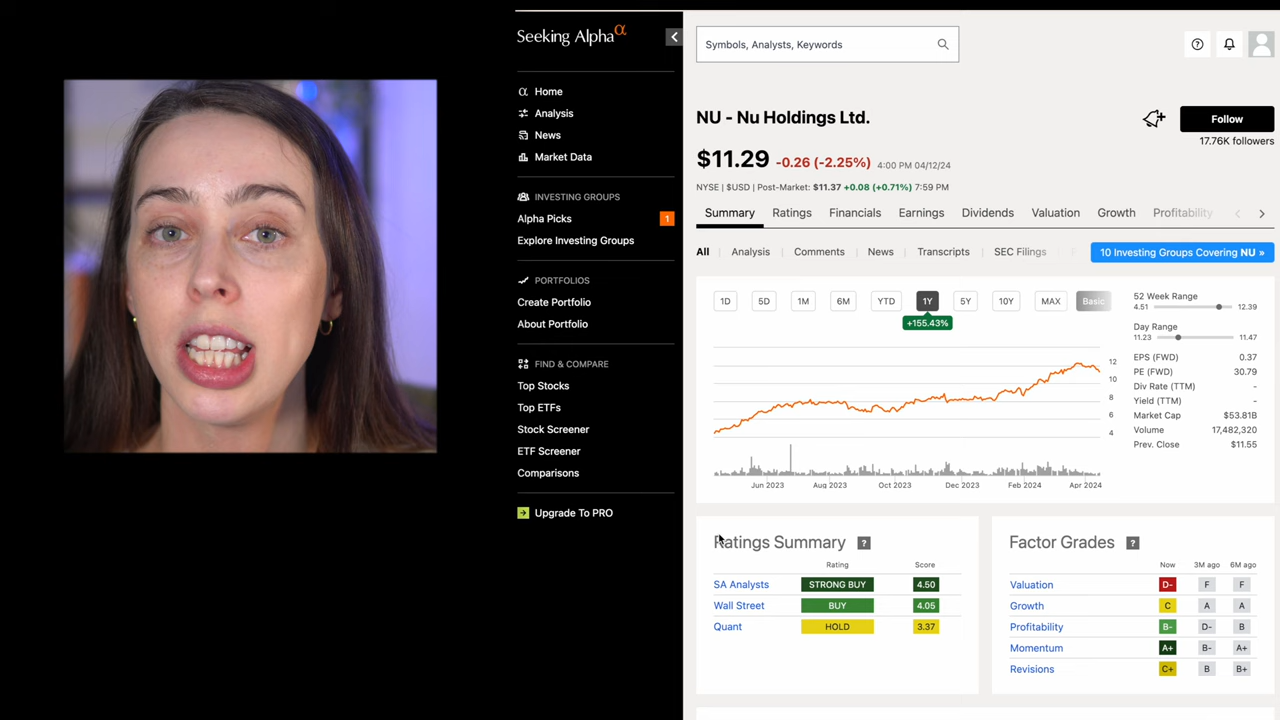 Seeking Alphaα
Home
Analysis
News
Market Data
INVESTING GROUPS
Alpha Picks 1
Explore Investing Groups
PORTFOLIOS
Create Portfolio
About Portfolio
FIND & COMPARE
Top Stocks
Top ETFs
Stock Screener
ETF Screener
Comparisons
Upgrade To PRO
Symbols, Analysts, Keywords
NU - Nu Holdings Ltd.
Follow
17.76K followers
$11.29 -0.26 (-2.25%) 4:00 PM 04/12/24
NYSE | $USD | Post-Market: $11.37 +0.08 (+0.71%) 7:59 PM
Summary Ratings Financials Earnings Dividends Valuation Growth Profitability
All Analysis Comments News Transcripts SEC Filings
10 Investing Groups Covering NU »
1D 5D 1M 6M YTD 1Y 5Y 10Y MAX Basic
+155.43%
12
10
8
6
4
Jun 2023 Aug 2023 Oct 2023 Dec 2023 Feb 2024 Apr 2024
52 Week Range
4.51 12.39
Day Range
11.23 11.47
EPS (FWD) 0.37
PE (FWD) 30.79
Div Rate (TTM) -
Yield (TTM) -
Market Cap $53.81B
Volume 17,482,320
Prev. Close $11.55
Ratings Summary ?
Rating Score
SA Analysts STRONG BUY 4.50
Wall Street BUY 4.05
Quant HOLD 3.37
Factor Grades ?
Now 3M ago 6M ago
Valuation D- F F
Growth C A A
Profitability B- D- B
Momentum A+ B- A+
Revisions C+ B B+